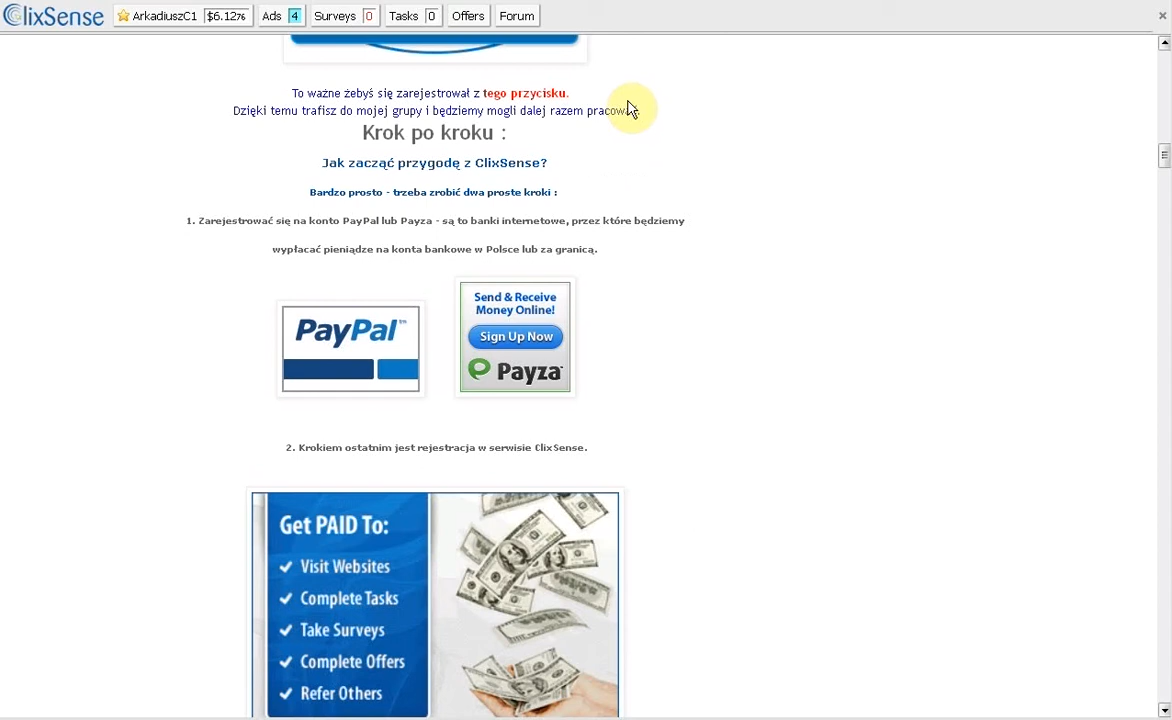 ClixSense ArkadiuszC1 $6.1276 Ads 4 Surveys 0 Tasks 0 Offers Forum
To ważne żebyś się zarejestrował z tego przycisku.
Dzięki temu trafisz do mojej grupy i będziemy mogli dalej razem
Krok po kroku :
Jak zacząć przygodę z ClixSense?
Bardzo prosto - trzeba zrobić dwa proste kroki :
1. Zarejestrować się na konto PayPal lub Payza - są to banki internetowe, przez które będziemy
wypłacać pieniądze na konta bankowe w Polsce lub za granicą.
PayPal™
Send & Receive
Money Online!
Sign Up Now
Payza
2. Krokiem ostatnim jest rejestracja w serwisie ClixSense.
Get PAID To:
Visit Websites
Complete Tasks
Take Surveys
Complete Offers
Refer Others